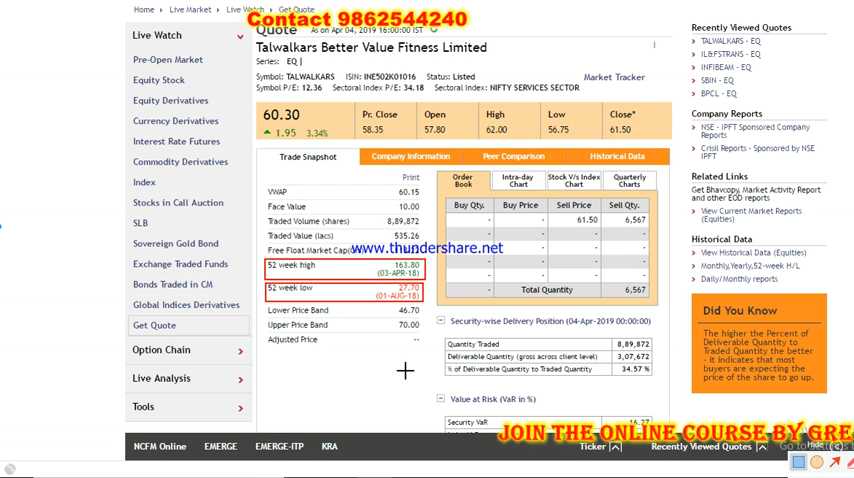 Home › Live Market › Live Watch › Get Quote
Contact 9862544240
Live Watch
Pre-Open Market
Equity Stock
Equity Derivatives
Currency Derivatives
Interest Rate Futures
Commodity Derivatives
Index
Stocks in Call Auction
SLB
Sovereign Gold Bond
Exchange Traded Funds
Bonds Traded in CM
Global Indices Derivatives
Get Quote
Option Chain
Live Analysis
Tools
Quote As on Apr 04, 2019 16:00:00 IST
Talwalkars Better Value Fitness Limited
Series: EQ |
Symbol: TALWALKARS ISIN: INE502K01016 Status: Listed
Market Tracker
Symbol P/E: 12.36 Sectoral Index P/E: 34.18 Sectoral Index: NIFTY SERVICES SECTOR
60.30 Pr. Close Open High Low Close*
1.95 3.34% 58.35 57.80 62.00 56.75 61.50
Trade Snapshot Company Information Peer Comparison Historical Data
Print
VWAP 60.15
Face Value 10.00
Traded Volume (shares) 8,89,872
Traded Value (lacs) 535.26
Free Float Market Cap
www.thundershare.net
52 week high 163.80
(03-APR-18)
52 week low 27.70
(01-AUG-18)
Lower Price Band 46.70
Upper Price Band 70.00
Adjusted Price --
Order Book Intra-day Chart Stock V/s Index Chart Quarterly Charts
Buy Qty. Buy Price Sell Price Sell Qty.
- - 61.50 6,567
- - - -
- - - -
- - - -
- - - -
- Total Quantity 6,567
Security-wise Delivery Position (04-Apr-2019 00:00:00)
Quantity Traded 8,89,872
Deliverable Quantity (gross across client level) 3,07,672
% of Deliverable Quantity to Traded Quantity 34.57 %
Value at Risk (VaR in %)
Security VaR 16.27
Recently Viewed Quotes
TALWALKARS - EQ
IL&FSTRANS - EQ
INFIBEAM - EQ
SBIN - EQ
BPCL - EQ
Company Reports
NSE - IPFT Sponsored Company
Reports
Crisil Reports - Sponsored by NSE
IPFT
Related Links
Get Bhavcopy, Market Activity Report
and other EOD reports
View Current Market Reports
(Equities)
Historical Data
View Historical Data (Equities)
Monthly,Yearly,52-week H/L
Daily/Monthly reports
Did You Know
The higher the Percent of
Deliverable Quantity to
Traded Quantity the better
- it indicates that most
buyers are expecting the
price of the share to go up.
JOIN THE ONLINE COURSE BY GRE
NCFM Online EMERGE EMERGE-ITP KRA Ticker Recently Viewed Quotes Hide